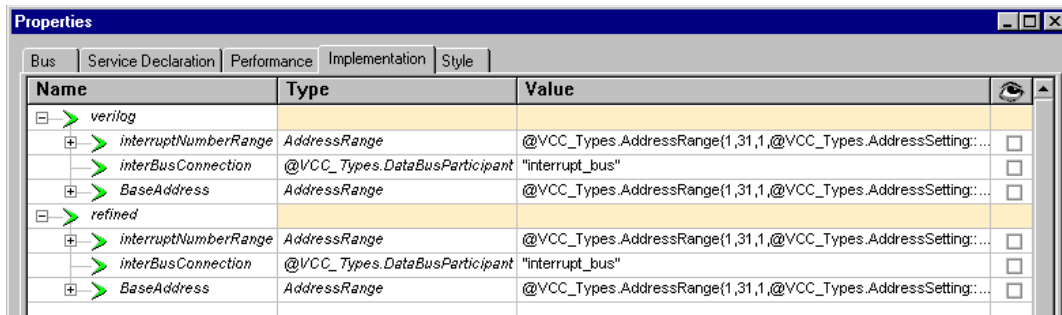 Properties
Bus Service Declaration Performance Implementation Style
Name Type Value
verilog
interruptNumberRange AddressRange @VCC_Types.AddressRange{1,31,1,@VCC_Types.AddressSetting::...
interBusConnection @VCC_Types.DataBusParticipant "interrupt_bus"
BaseAddress AddressRange @VCC_Types.AddressRange{1,31,1,@VCC_Types.AddressSetting::...
refined
interruptNumberRange AddressRange @VCC_Types.AddressRange{1,31,1,@VCC_Types.AddressSetting::...
interBusConnection @VCC_Types.DataBusParticipant "interrupt_bus"
BaseAddress AddressRange @VCC_Types.AddressRange{1,31,1,@VCC_Types.AddressSetting::...